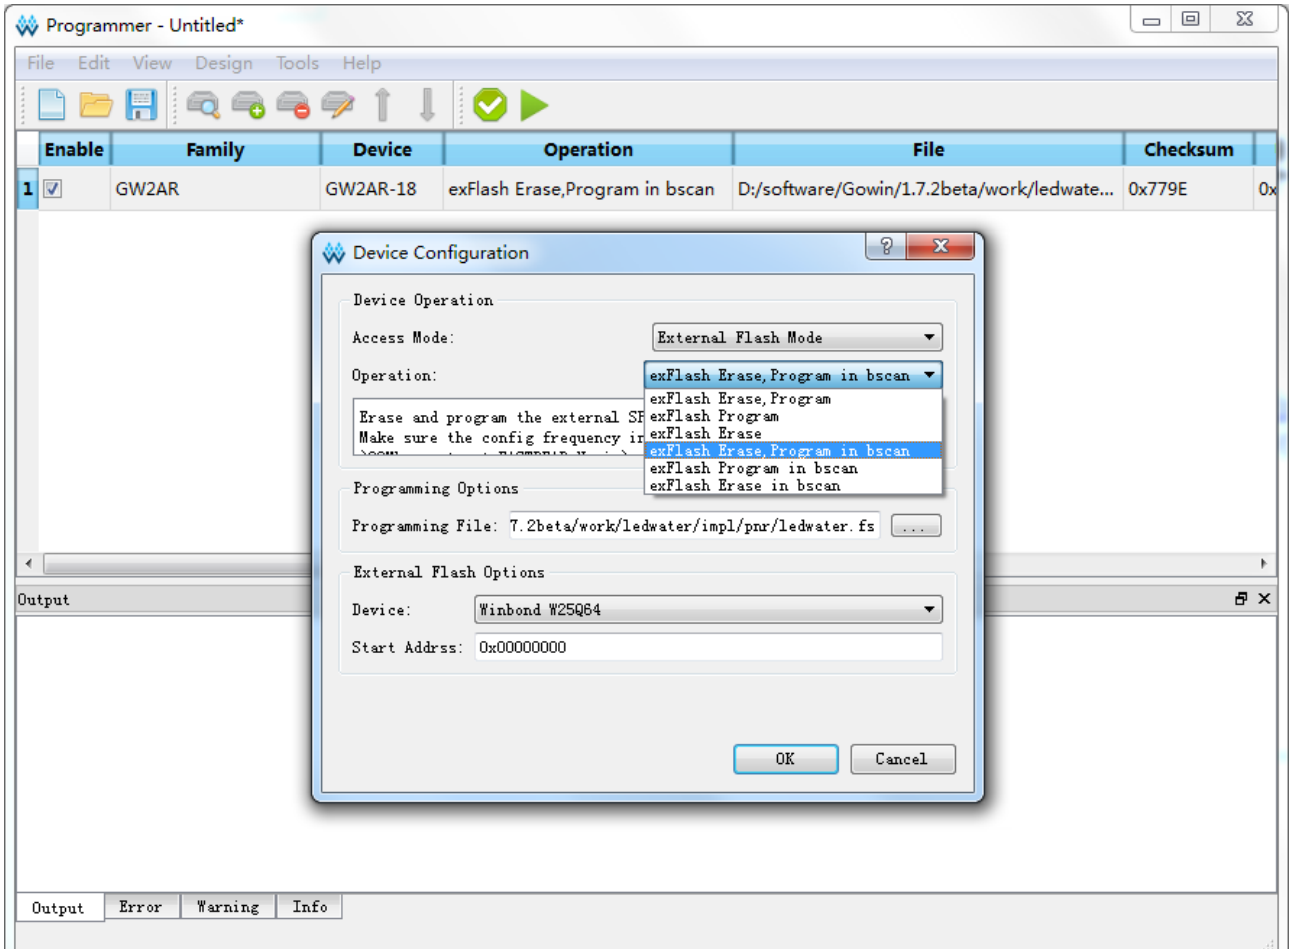 Programmer - Untitled*
File Edit View Design Tools Help
Enable Family Device Operation File Checksum
1 GW2AR GW2AR-18 exFlash Erase,Program in bscan D:/software/Gowin/1.7.2beta/work/ledwate... 0x779E 0x
Device Configuration
Device Operation
Access Mode: External Flash Mode
Operation: exFlash Erase,Program in bscan
exFlash Erase,Program
exFlash Program
exFlash Erase
exFlash Erase,Program in bscan
exFlash Program in bscan
exFlash Erase in bscan
Erase and program the external
Make sure the config frequency
Programming Options
Programming File: 7.2beta/work/ledwater/impl/pnr/ledwater.fs ...
External Flash Options
Device: Winbond W25Q64
Start Addrss: 0x00000000
OK Cancel
Output
Output Error Warning Info